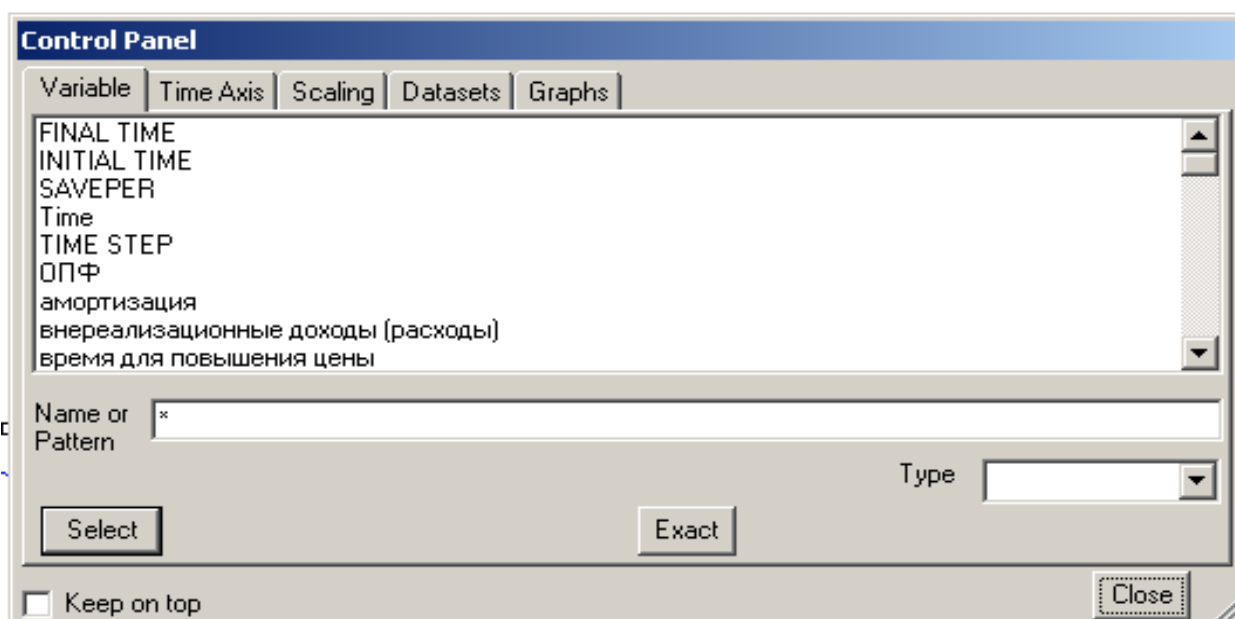 Control Panel
Variable Time Axis Scaling Datasets Graphs
FINAL TIME
INITIAL TIME
SAVEPER
Time
TIME STEP
ОПФ
амортизация
внереализационные доходы (расходы)
время для повышения цены
Name or
Pattern
*
Type
Select Exact
Keep on top Close